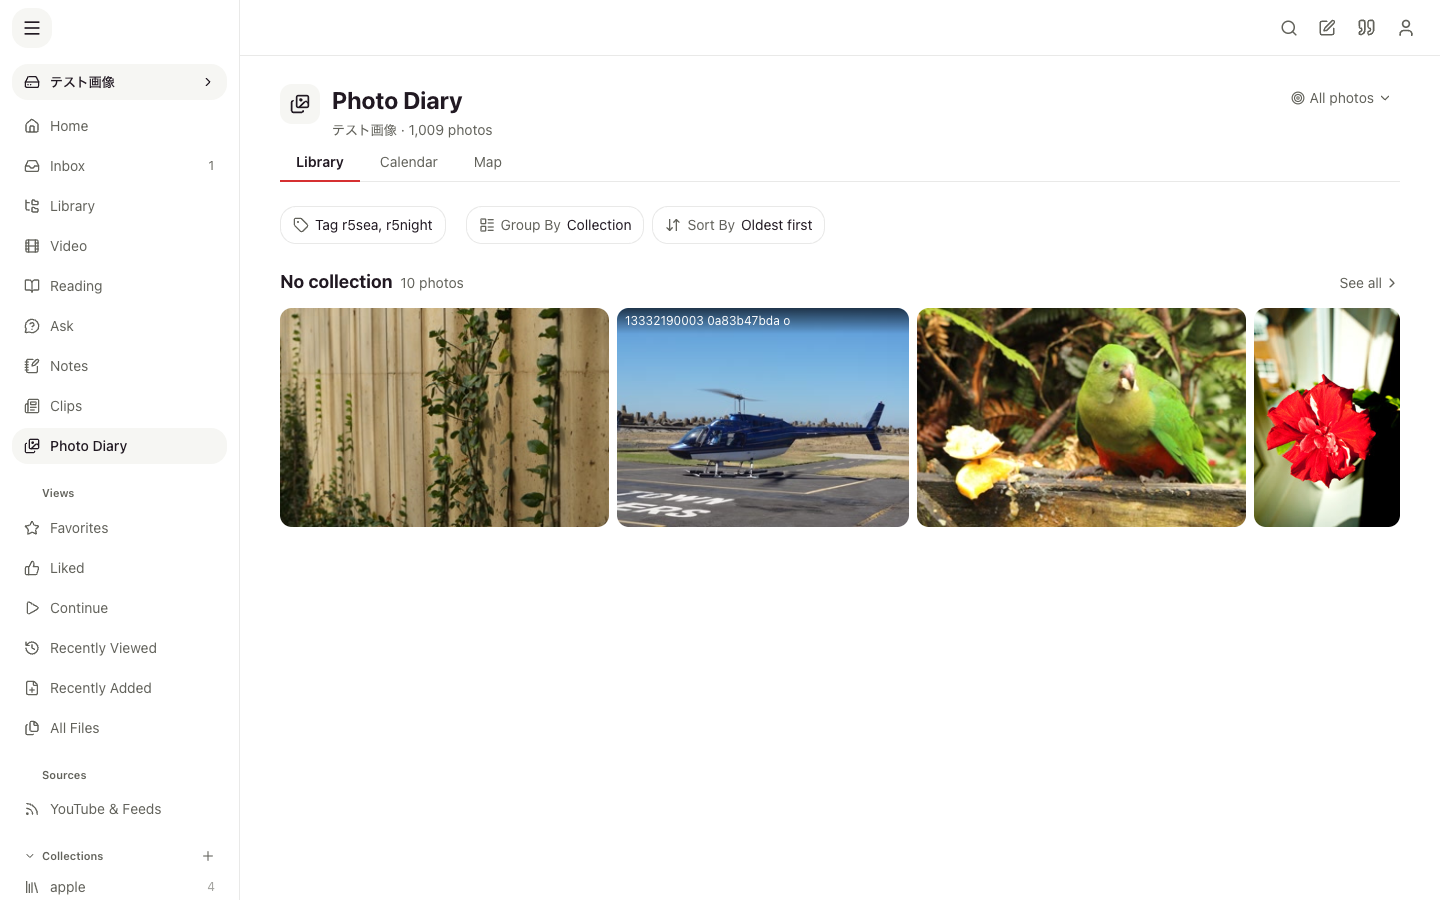 テスト画像
Home
Inbox 1
Library
Video
Reading
Ask
Notes
Clips
Photo Diary
Views
Favorites
Liked
Continue
Recently Viewed
Recently Added
All Files
Sources
YouTube & Feeds
Collections
apple 4
Photo Diary
テスト画像 · 1,009 photos
All photos
Library Calendar Map
Tag r5sea, r5night Group By Collection Sort By Oldest first
No collection 10 photos See all
13332190003 0a83b47bda o
TOWN
ERS